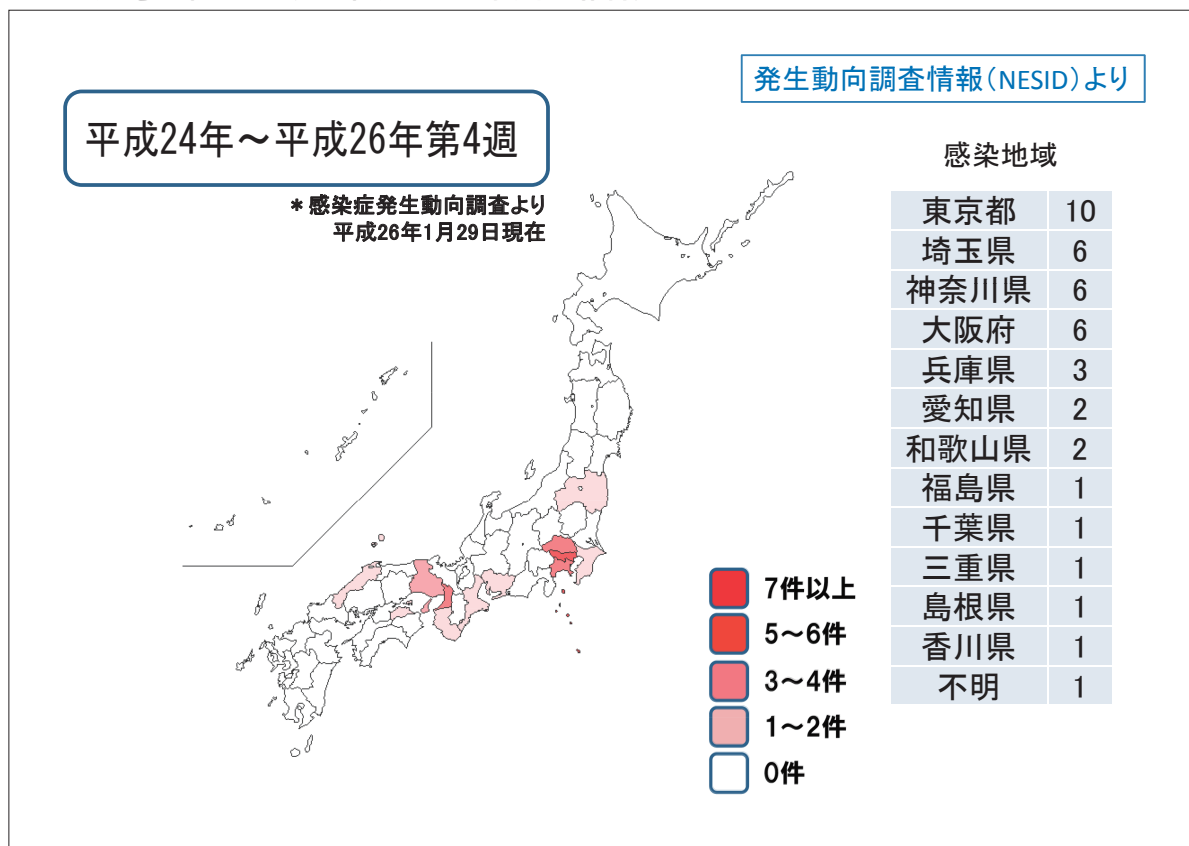 発生動向調査情報(NESID)より
平成24年～平成26年第4週
＊感染症発生動向調査より
平成26年1月29日現在
感染地域
東京都 10
埼玉県 6
神奈川県 6
大阪府 6
兵庫県 3
愛知県 2
和歌山県 2
福島県 1
千葉県 1
三重県 1
島根県 1
香川県 1
不明 1
7件以上
5～6件
3～4件
1～2件
0件